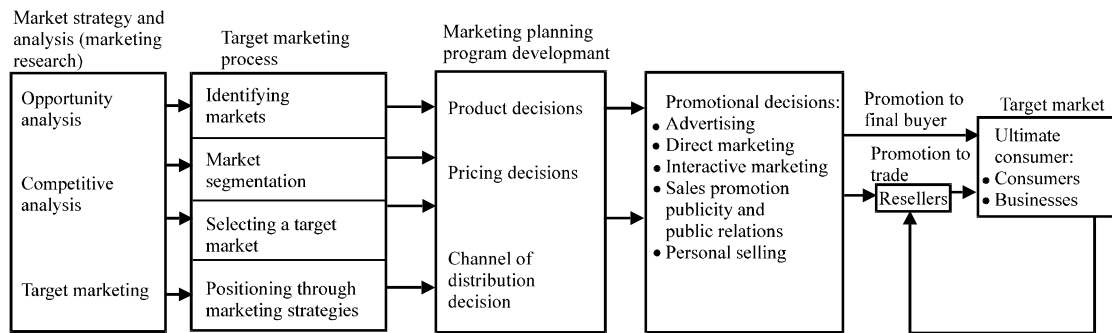 Market strategy and
analysis (marketing
research)
Opportunity
analysis
Competitive
analysis
Target marketing
Target marketing
process
Identifying
markets
Market
segmentation
Selecting a target
market
Positioning through
marketing strategies
Marketing planning
program developmant
Product decisions
Pricing decisions
Channel of
distribution
decision
Promotional decisions:
● Advertising
● Direct marketing
● Interactive marketing
● Sales promotion
publicity and
public relations
● Personal selling
Promotion to
final buyer
Promotion to
trade
Resellers
Target market
Ultimate
consumer:
● Consumers
● Businesses